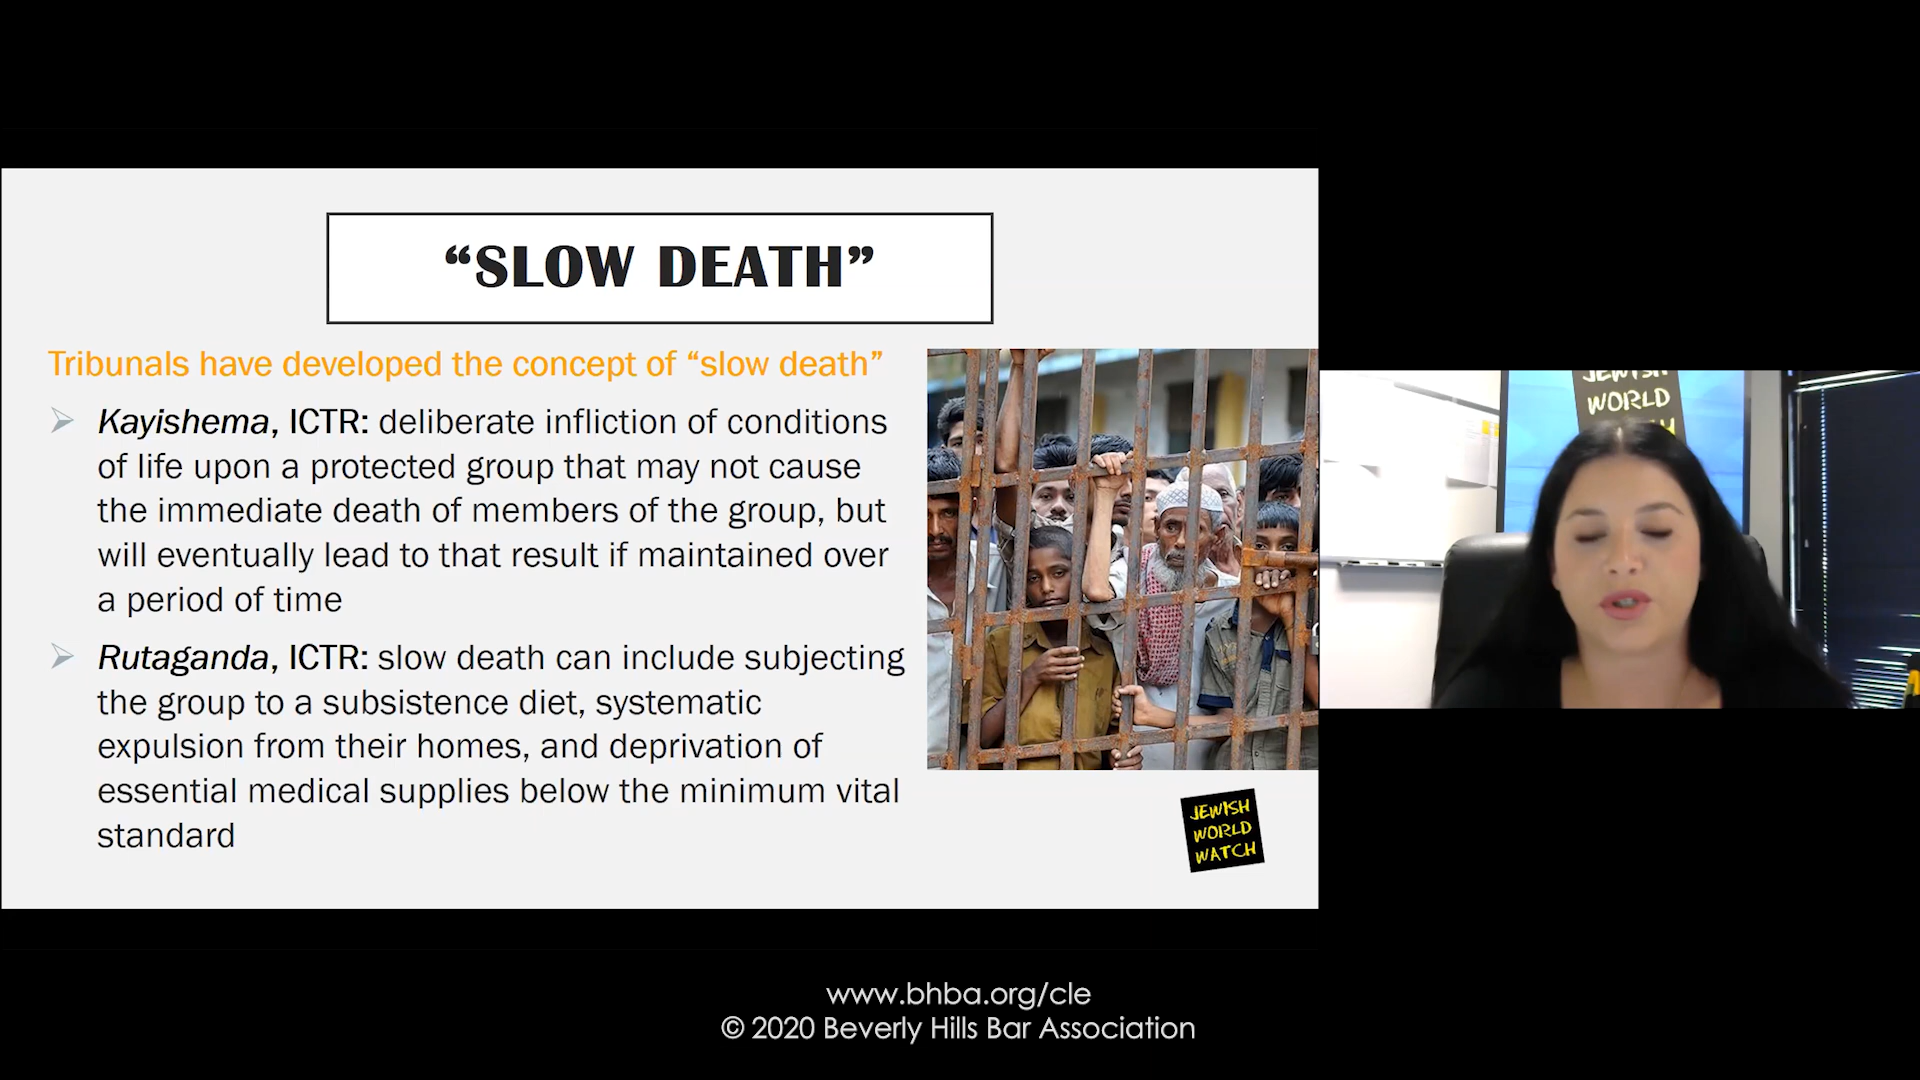 “SLOW DEATH”
Tribunals have developed the concept of “slow death”
Kayishema, ICTR: deliberate infliction of conditions
of life upon a protected group that may not cause
the immediate death of members of the group, but
will eventually lead to that result if maintained over
a period of time
Rutaganda, ICTR: slow death can include subjecting
the group to a subsistence diet, systematic
expulsion from their homes, and deprivation of
essential medical supplies below the minimum vital
standard
JEWISH
WORLD
WATCH
JEWISH
WORLD
www.bhba.org/cle
© 2020 Beverly Hills Bar Association